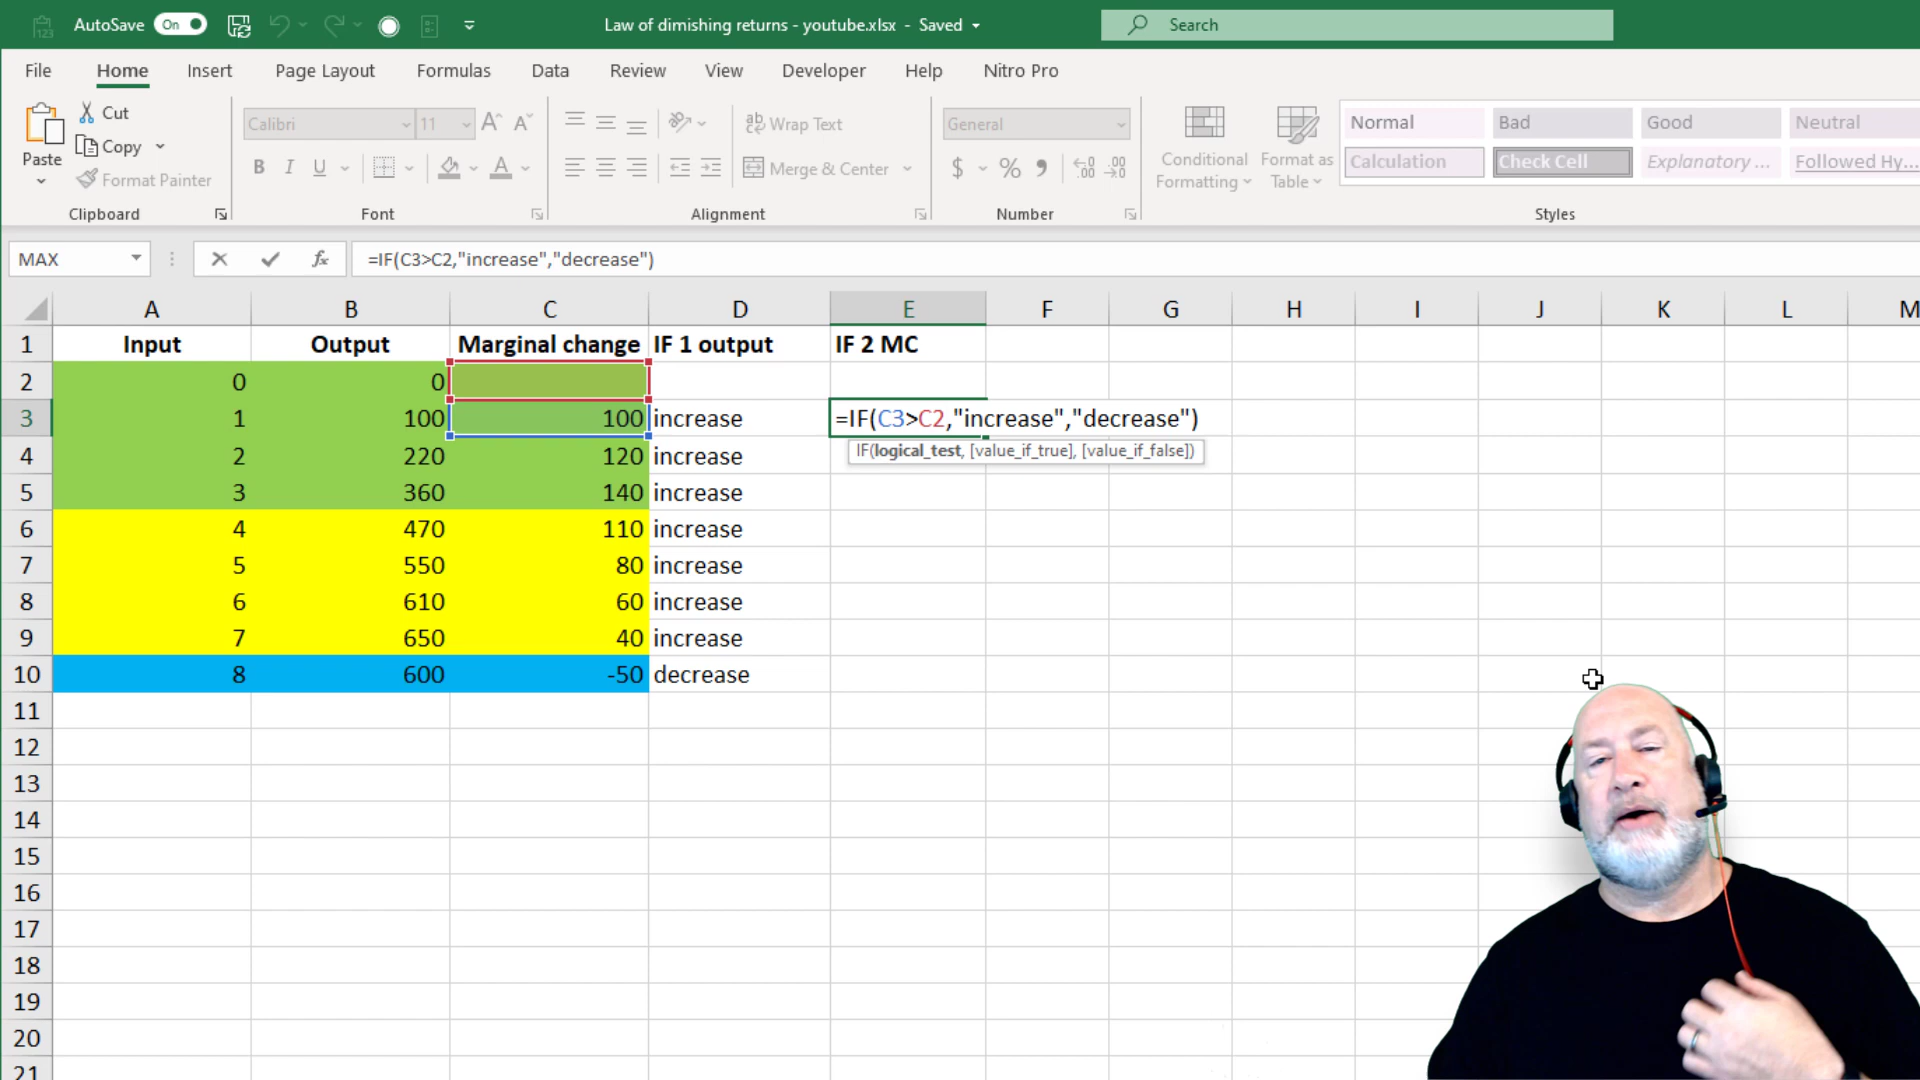 AutoSave On Law of dimishing returns - youtube.xlsx - Saved Search
File Home Insert Page Layout Formulas Data Review View Developer Help Nitro Pro
Paste Cut Copy Format Painter
Clipboard
Calibri 11
B I U A
Font
Wrap Text
Merge & Center
Alignment
General
$ %
Number
Conditional Formatting
Format as Table
Normal Bad Good Neutral
Calculation Check Cell Explanatory ... Followed Hy...
Styles
MAX fx =IF(C3>C2,"increase","decrease")
A B C D E F G H I J K L M
1 Input Output Marginal change IF 1 output IF 2 MC
2 0 0
3 1 100 100 increase =IF(C3>C2,"increase","decrease")
IF(logical_test, [value_if_true], [value_if_false])
4 2 220 120 increase
5 3 360 140 increase
6 4 470 110 increase
7 5 550 80 increase
8 6 610 60 increase
9 7 650 40 increase
10 8 600 -50 decrease
11
12
13
14
15
16
17
18
19
20
21